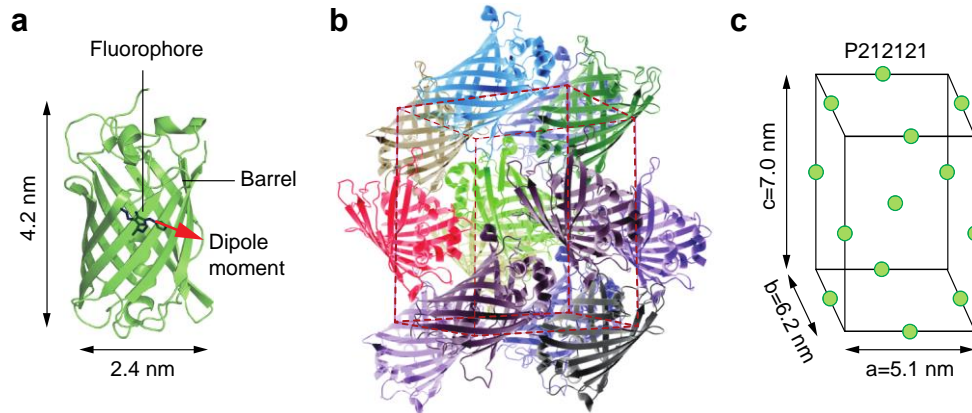 a
Fluorophore
4.2 nm
Barrel
Dipole
moment
2.4 nm
b
c
P212121
c=7.0 nm
b=6.2 nm
a=5.1 nm